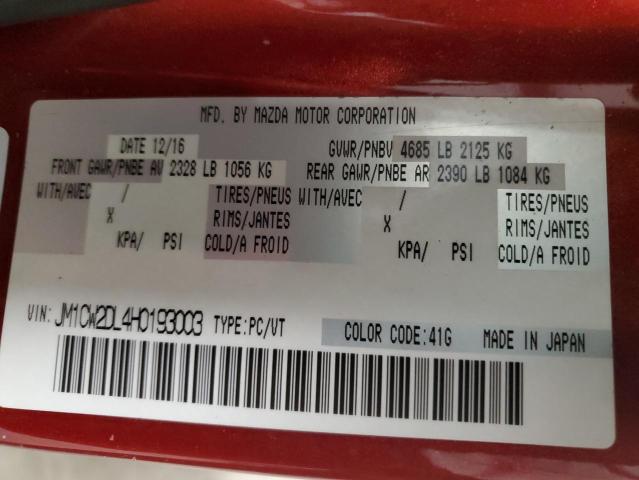 MFD. BY MAZDA MOTOR CORPORATION
DATE 12/16 GVWR/PNBV 4685 LB 2125 KG
FRONT GAWR/PNBE AV 2328 LB 1056 KG REAR GAWR/PNBE AR 2390 LB 1084 KG
WITH/AVEC / TIRES/PNEUS WITH/AVEC / TIRES/PNEUS
X RIMS/JANTES X RIMS/JANTES
KPA/ PSI COLD/A FROID KPA/ PSI COLD/A FROID
VIN: JM1CW2DL4H0193003 TYPE:PC/VT COLOR CODE:41G MADE IN JAPAN